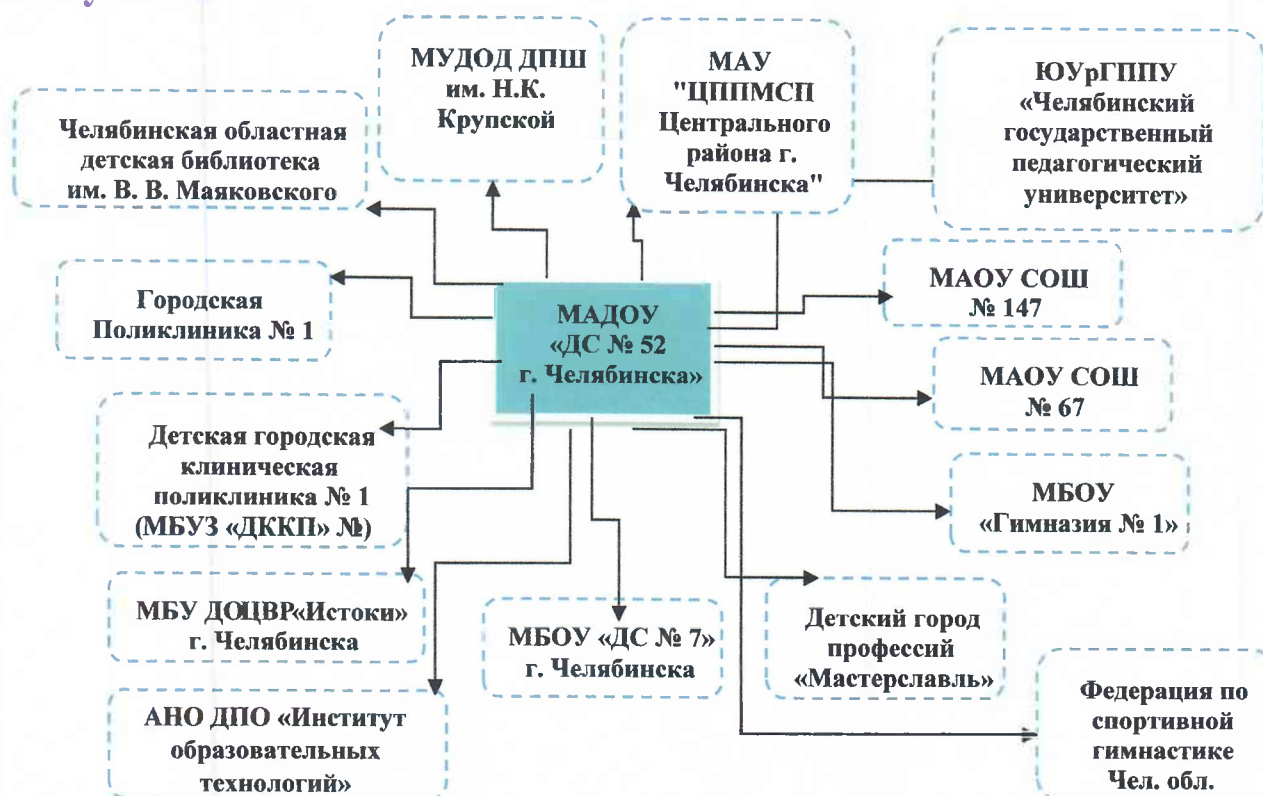 МУДОД ДПШ
им. Н.К.
Крупской
МАУ
"ЦППМСП
Центрального
района г.
Челябинска"
ЮУрГППУ
«Челябинский
государственный
педагогический
университет»
Челябинская областная
детская библиотека
им. В. В. Маяковского
Городская
Поликлиника № 1
МАДОУ
«ДС № 52
г. Челябинска»
МАОУ СОШ
№ 147
МАОУ СОШ
№ 67
Детская городская
клиническая
поликлиника № 1
(МБУЗ «ДККП» №)
МБОУ
«Гимназия № 1»
МБУ ДОЦВР«Истоки»
г. Челябинска
МБОУ «ДС № 7»
г. Челябинска
Детский город
профессий
«Мастерславль»
АНО ДПО «Институт
образовательных
технологий»
Федерация по
спортивной
гимнастике
Чел. обл.